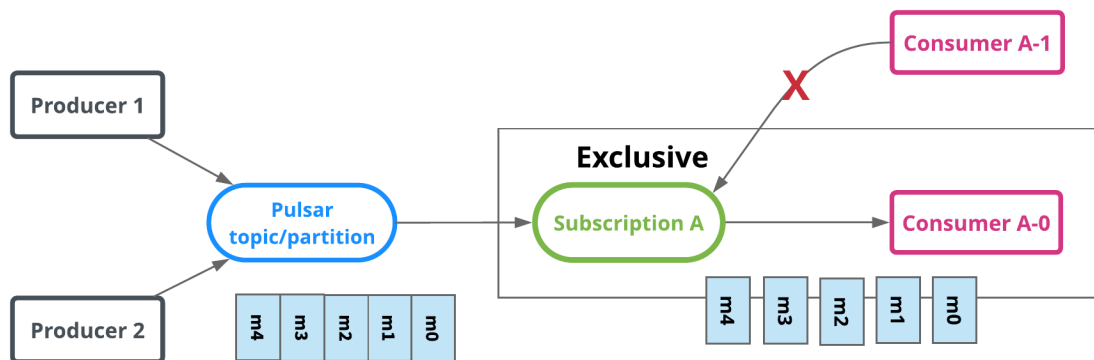 Consumer A-1
X
Producer 1
Exclusive
Pulsar
topic/partition
Subscription A
Consumer A-0
Producer 2
m4
m3
m2
m1
m0
m4
m3
m2
m1
m0